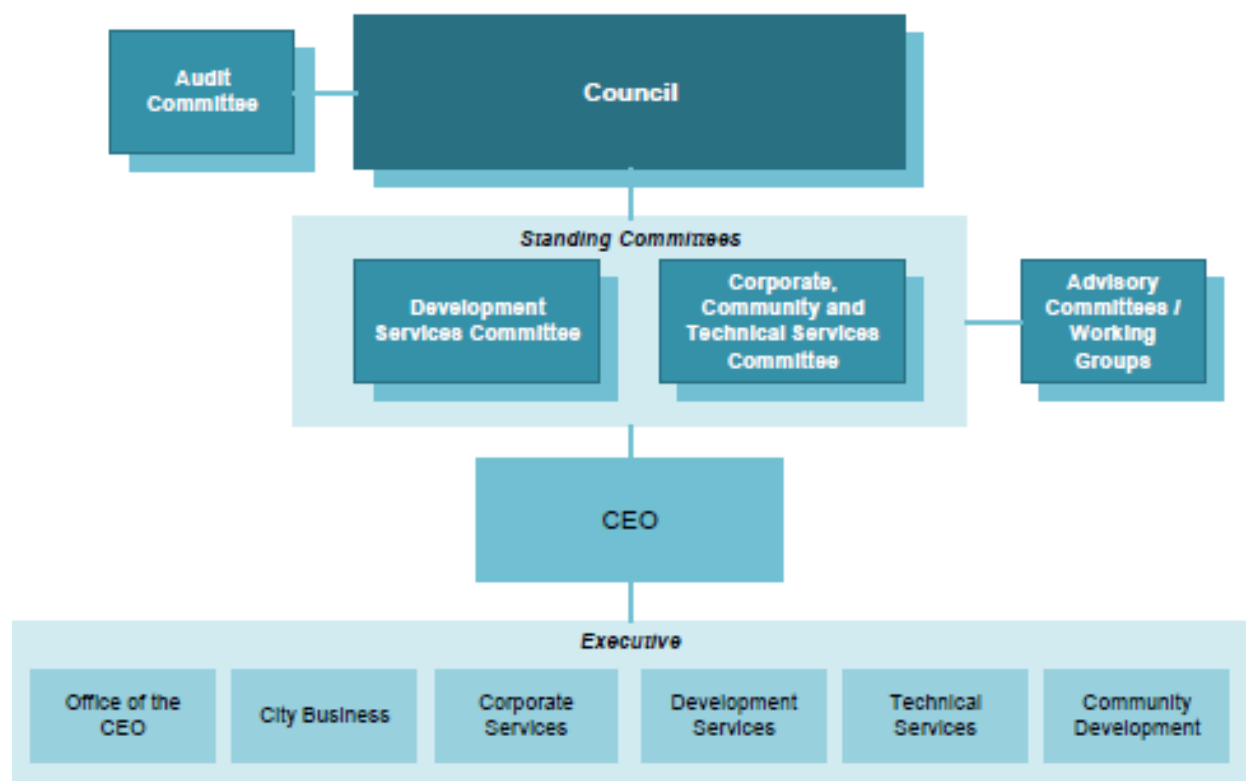 Audit
Committee
Council
Standing Committees
Development
Services Committee
Corporate,
Community and
Technical Services
Committee
Advisory
Committees /
Working
Groups
CEO
Executive
Office of the
CEO
City Business
Corporate
Services
Development
Services
Technical
Services
Community
Development